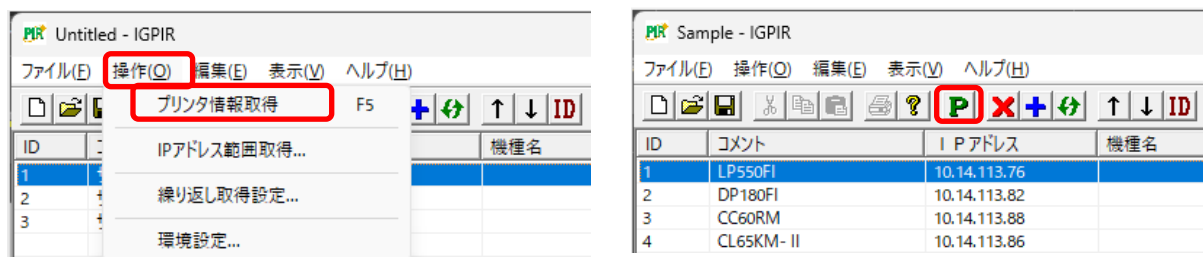 PIR Untitled - IGPIR
ファイル(F) 操作(O) 編集(E) 表示(V) ヘルプ(H)
プリンタ情報取得 F5
ID
ID 機種名
1
IPアドレス範囲取得...
2
繰り返し取得設定...
3
環境設定...
PIR Sample - IGPIR
ファイル(F) 操作(O) 編集(E) 表示(V) ヘルプ(H)
P ID
ID コメント ＩＰアドレス 機種名
1 LP550FI 10.14.113.76
2 DP180FI 10.14.113.82
3 CC60RM 10.14.113.88
4 CL65KM-II 10.14.113.86